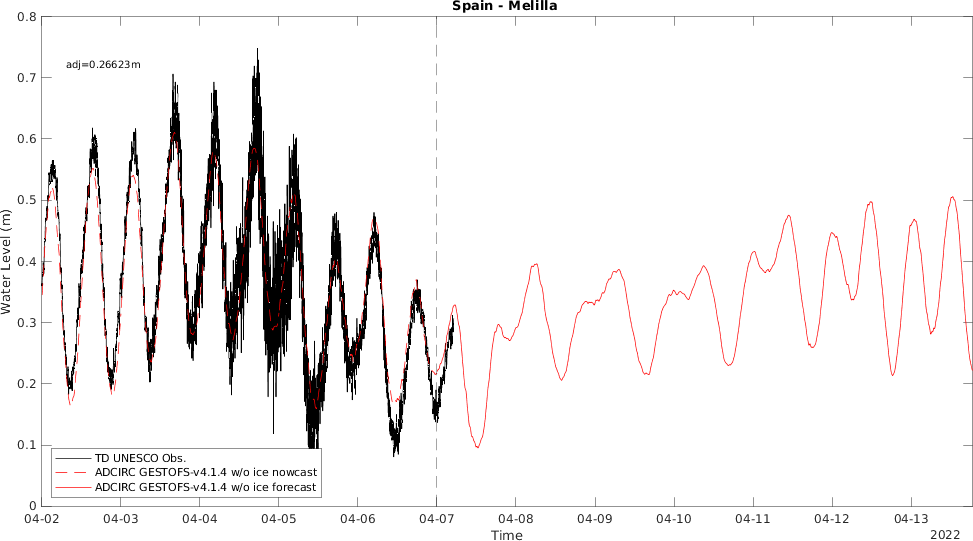 Spain - Melilla
0.8
0.7
0.6
0.5
0.4
0.3
0.2
0.1
0
Water Level (m)
adj=0.26623m
TD UNESCO Obs.
ADCIRC GESTOFS-v4.1.4 w/o ice nowcast
ADCIRC GESTOFS-v4.1.4 w/o ice forecast
04-02 04-03 04-04 04-05 04-06 04-07 04-08 04-09 04-10 04-11 04-12 04-13
Time
2022